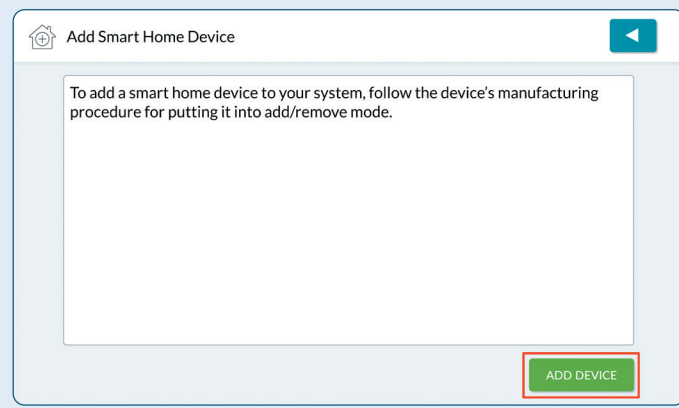 Add Smart Home Device
To add a smart home device to your system, follow the device's manufacturing
procedure for putting it into add/remove mode.
ADD DEVICE